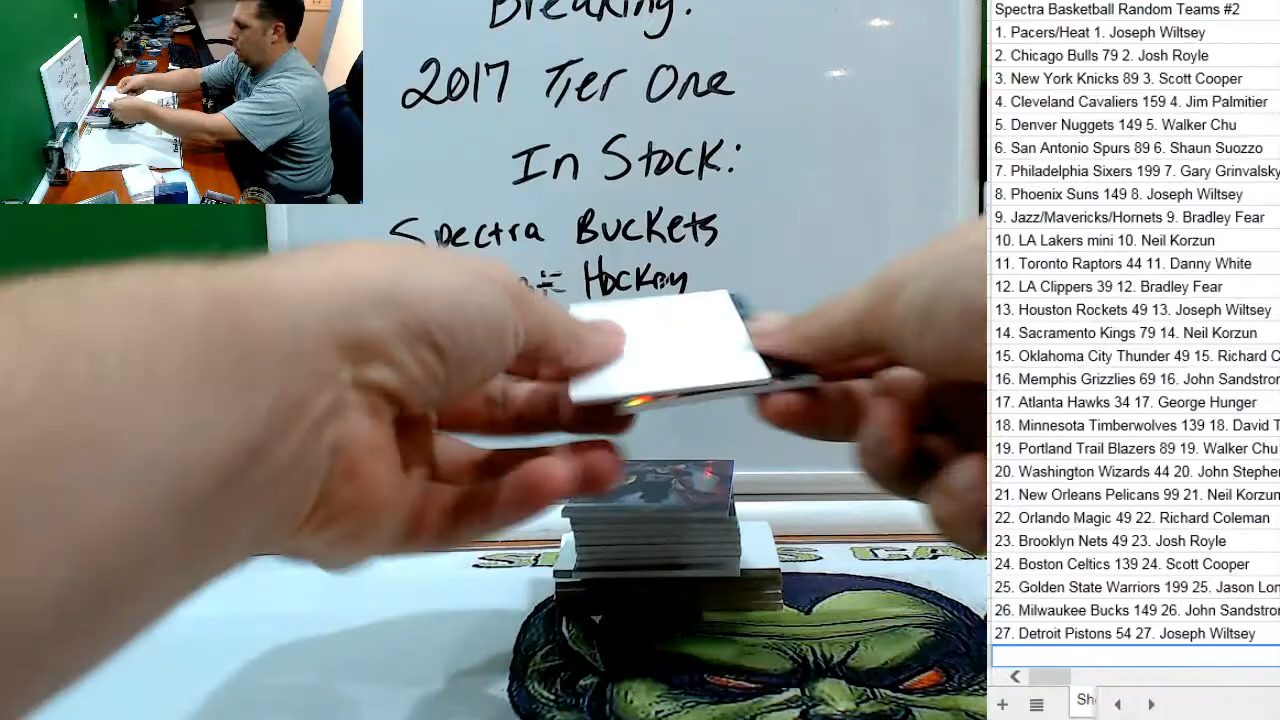 Breaking:
2017 Tier One
In Stock:
Spectra Buckets
Hockey
Spectra Basketball Random Teams #2
1. Pacers/Heat 1. Joseph Wiltsey
2. Chicago Bulls 79 2. Josh Royle
3. New York Knicks 89 3. Scott Cooper
4. Cleveland Cavaliers 159 4. Jim Palmitier
5. Denver Nuggets 149 5. Walker Chu
6. San Antonio Spurs 89 6. Shaun Suozzo
7. Philadelphia Sixers 199 7. Gary Grinvalsky
8. Phoenix Suns 149 8. Joseph Wiltsey
9. Jazz/Mavericks/Hornets 9. Bradley Fear
10. LA Lakers mini 10. Neil Korzun
11. Toronto Raptors 44 11. Danny White
12. LA Clippers 39 12. Bradley Fear
13. Houston Rockets 49 13. Joseph Wiltsey
14. Sacramento Kings 79 14. Neil Korzun
15. Oklahoma City Thunder 49 15. Richard C
16. Memphis Grizzlies 69 16. John Sandstro
17. Atlanta Hawks 34 17. George Hunger
18. Minnesota Timberwolves 139 18. David T
19. Portland Trail Blazers 89 19. Walker Chu
20. Washington Wizards 44 20. John Stephe
21. New Orleans Pelicans 99 21. Neil Korzun
22. Orlando Magic 49 22. Richard Coleman
23. Brooklyn Nets 49 23. Josh Royle
24. Boston Celtics 139 24. Scott Cooper
25. Golden State Warriors 199 25. Jason Lon
26. Milwaukee Bucks 149 26. John Sandstro
27. Detroit Pistons 54 27. Joseph Wiltsey
She